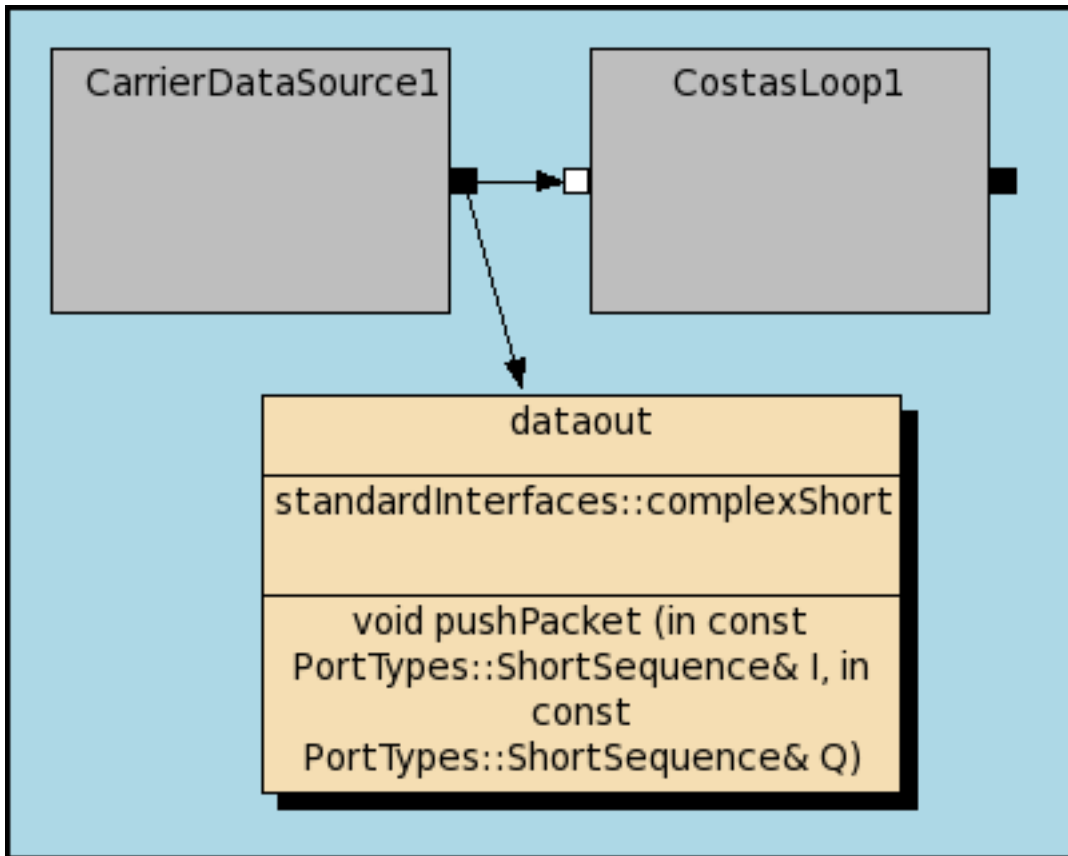 CarrierDataSource1
CostasLoop1
dataout
standardInterfaces::complexShort
void pushPacket (in const
PortTypes::ShortSequence& I, in
const
PortTypes::ShortSequence& Q)